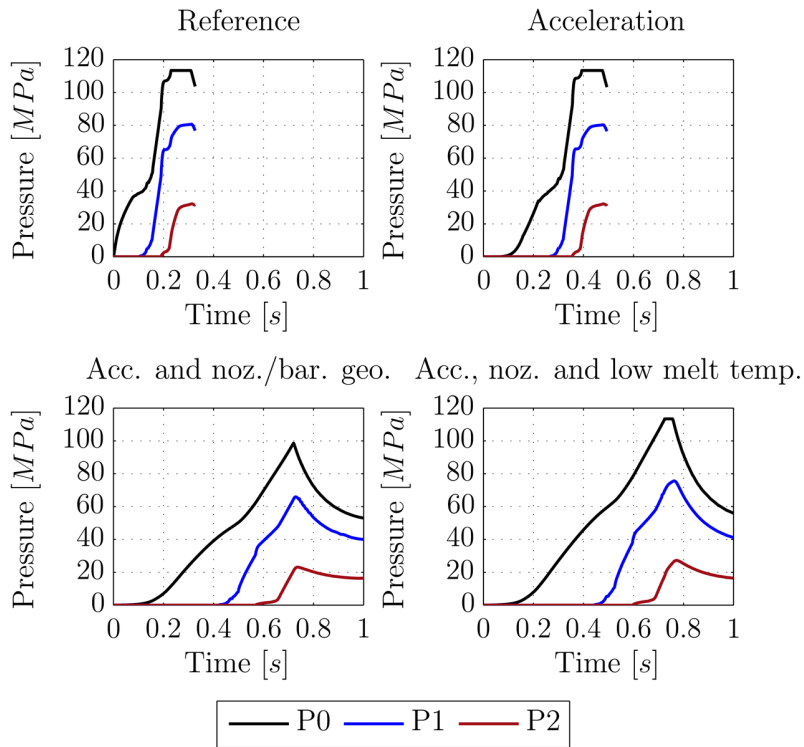 Reference
Acceleration
120
100
80
60
40
20
0
Pressure [MPa]
0 0.2 0.4 0.6 0.8 1
Time [s]
120
100
80
60
40
20
0
Pressure [MPa]
0 0.2 0.4 0.6 0.8 1
Time [s]
Acc. and noz./bar. geo.
Acc., noz. and low melt temp.
120
100
80
60
40
20
0
Pressure [MPa]
0 0.2 0.4 0.6 0.8 1
Time [s]
120
100
80
60
40
20
0
Pressure [MPa]
0 0.2 0.4 0.6 0.8 1
Time [s]
P0 P1 P2